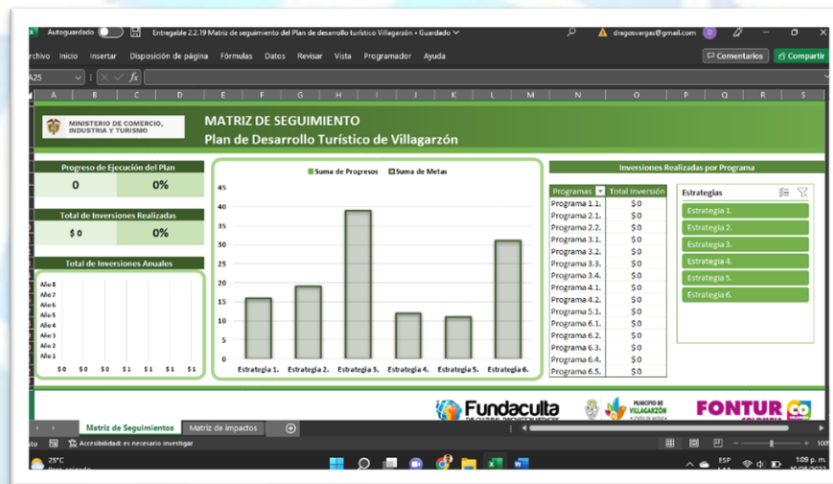 Autoguardado
Entregable 2.2.19 Matriz de seguimiento del Plan de desarrollo turístico Villagarzón • Guardado
dragosvargas@gmail.com
D
Inicio Insertar Disposición de página Fórmulas Datos Revisar Vista Programador Ayuda
Comentarios
Compartir
A25
fx
A B C D E F G H I J K L M N O P Q R S
MINISTERIO DE COMERCIO,
INDUSTRIA Y TURISMO
MATRIZ DE SEGUIMIENTO
Plan de Desarrollo Turístico de Villagarzón
Progreso de Ejecución del Plan
0 0%
Total de Inversiones Realizadas
$ 0 0%
Total de Inversiones Anuales
Año 8
Año 7
Año 6
Año 5
Año 4
Año 3
Año 2
Año 1
$ 0 $ 0 $ 0 $ 1 $ 1 $ 1 $ 1
Suma de Progresos Suma de Metas
45
40
35
30
25
20
15
10
5
0
Estrategia 1. Estrategia 2. Estrategia 3. Estrategia 4. Estrategia 5. Estrategia 6.
Inversiones Realizadas por Programa
Programas Total Inversión
Programa 1.1. $ 0
Programa 2.1. $ 0
Programa 2.2. $ 0
Programa 3.1. $ 0
Programa 3.2. $ 0
Programa 3.3. $ 0
Programa 3.4. $ 0
Programa 4.1. $ 0
Programa 4.2. $ 0
Programa 5.1. $ 0
Programa 6.1. $ 0
Programa 6.2. $ 0
Programa 6.3. $ 0
Programa 6.4. $ 0
Programa 6.5. $ 0
Estrategias
Estrategia 1.
Estrategia 2.
Estrategia 3.
Estrategia 4.
Estrategia 5.
Estrategia 6.
Fundaculta
MUNICIPIO DE
VILLAGARZÓN
FONTUR
COLOMBIA
CO
Matriz de Seguimientos Matriz de impactos
Accesibilidad: es necesario investigar
25°C
ESP
1:09 p. m.